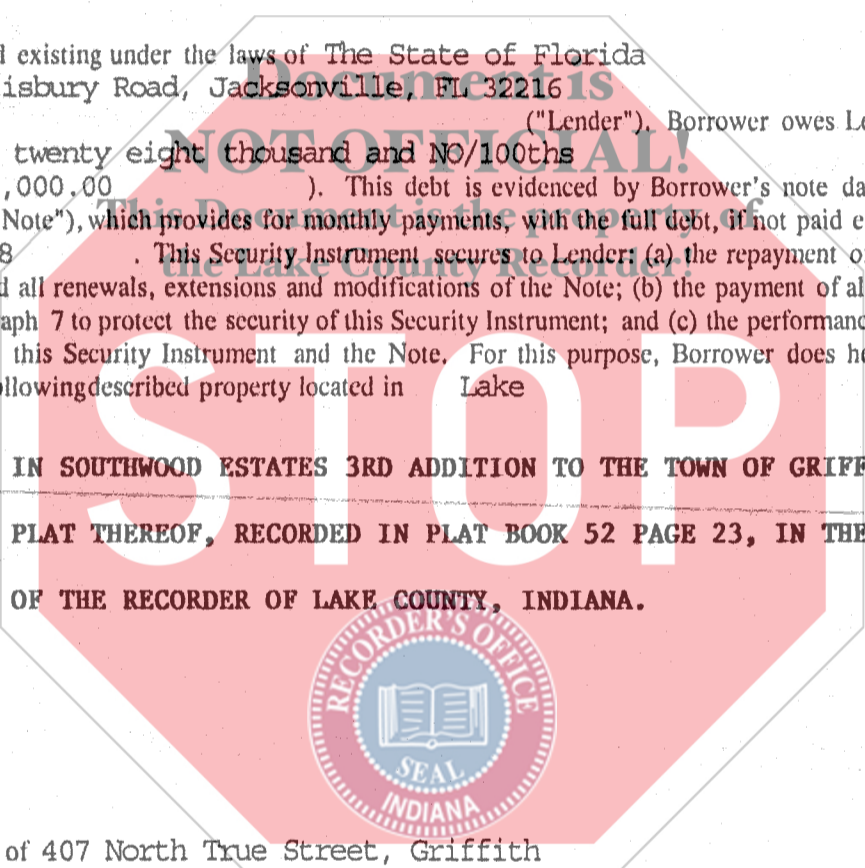 d existing under the laws of The State of Florida
isbury Road, Jacksonville, FL 32216
Document is
("Lender"). Borrower owes Le
NOT OFFICIAL!
twenty eight thousand and NO/100ths
,000.00 ). This debt is evidenced by Borrower's note da
This Document is the property of
Note"), which provides for monthly payments, with the full debt, if not paid e
8 . This Security Instrument secures to Lender: (a) the repayment o
the Lake County Recorder!
d all renewals, extensions and modifications of the Note; (b) the payment of al
aph 7 to protect the security of this Security Instrument; and (c) the performanc
this Security Instrument and the Note. For this purpose, Borrower does he
ollowing described property located in Lake
STOP
IN SOUTHWOOD ESTATES 3RD ADDITION TO THE TOWN OF GRIFF
PLAT THEREOF, RECORDED IN PLAT BOOK 52 PAGE 23, IN THE
OF THE RECORDER OF LAKE COUNTY, INDIANA.
RECORDER'S OFFICE
SEAL
INDIANA
of 407 North True Street, Griffith